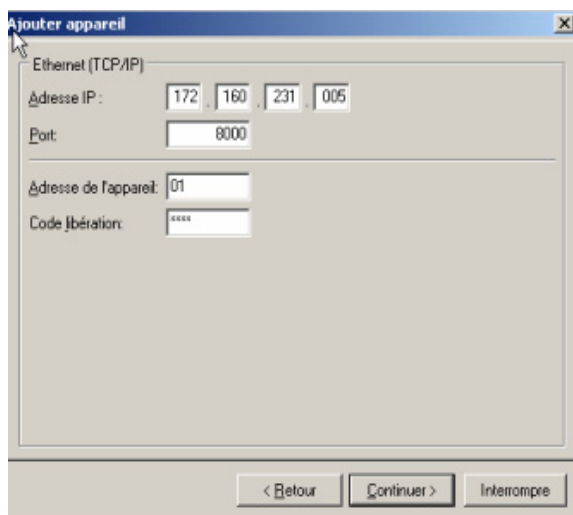 Ajouter appareil
Ethernet (TCP/IP)
Adresse IP : 172 . 160 . 231 . 005
Port: 8000
Adresse de l'appareil: 01
Code libération: ****
< Retour Continuer > Interrompre